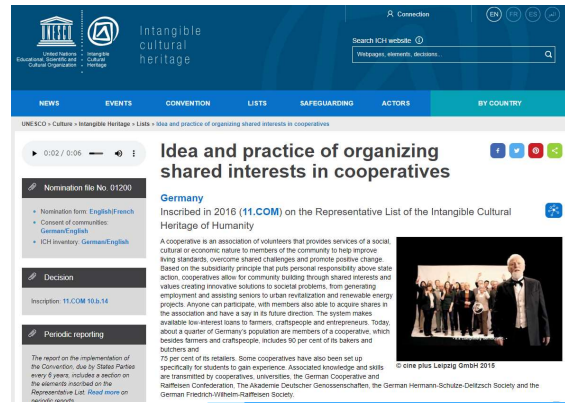 Connection
EN FR ES
Intangible
cultural
heritage
UNESCO
United Nations
Educational, Scientific and
Cultural Organization
Intangible
Cultural
Heritage
Search ICH website
Webpages, elements, decisions..
NEWS EVENTS CONVENTION LISTS SAFEGUARDING ACTORS BY COUNTRY
UNESCO » Culture » Intangible Heritage » Lists » Idea and practice of organizing shared interests in cooperatives
0:02 / 0:06
Idea and practice of organizing
shared interests in cooperatives
Nomination file No. 01200
Nomination form: English|French
Consent of communities:
German/English
ICH inventory: German/English
Decision
Inscription: 11.COM 10.b.14
Periodic reporting
The report on the implementation of
the Convention, due by States Parties
every 6 years, includes a section on
the elements inscribed on the
Representative List. Read more on
periodic reports
Germany
Inscribed in 2016 (11.COM) on the Representative List of the Intangible Cultural
Heritage of Humanity
A cooperative is an association of volunteers that provides services of a social,
cultural or economic nature to members of the community to help improve
living standards, overcome shared challenges and promote positive change.
Based on the subsidiarity principle that puts personal responsibility above state
action, cooperatives allow for community building through shared interests and
values creating innovative solutions to societal problems, from generating
employment and assisting seniors to urban revitalization and renewable energy
projects. Anyone can participate, with members also able to acquire shares in
the association and have a say in its future direction. The system makes
available low-interest loans to farmers, craftspeople and entrepreneurs. Today,
about a quarter of Germany's population are members of a cooperative, which
besides farmers and craftspeople, includes 90 per cent of its bakers and
butchers and
75 per cent of its retailers. Some cooperatives have also been set up
specifically for students to gain experience. Associated knowledge and skills
are transmitted by cooperatives, universities, the German Cooperative and
Raiffeisen Confederation, The Akademie Deutscher Genossenschaften, the German Hermann-Schulze-Delitzsch Society and the
German Friedrich-Wilhelm-Raiffeisen Society.
© cine plus Leipzig GmbH 2015